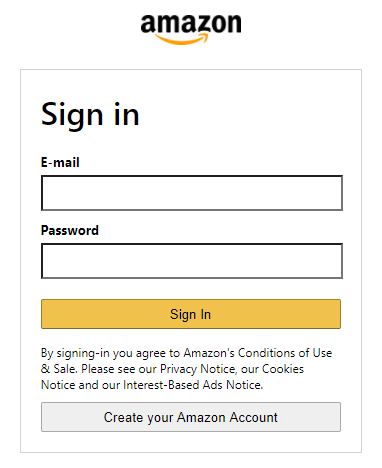 amazon
Sign in
E-mail
Password
Sign In
By signing-in you agree to Amazon's Conditions of Use
& Sale. Please see our Privacy Notice, our Cookies
Notice and our Interest-Based Ads Notice.
Create your Amazon Account